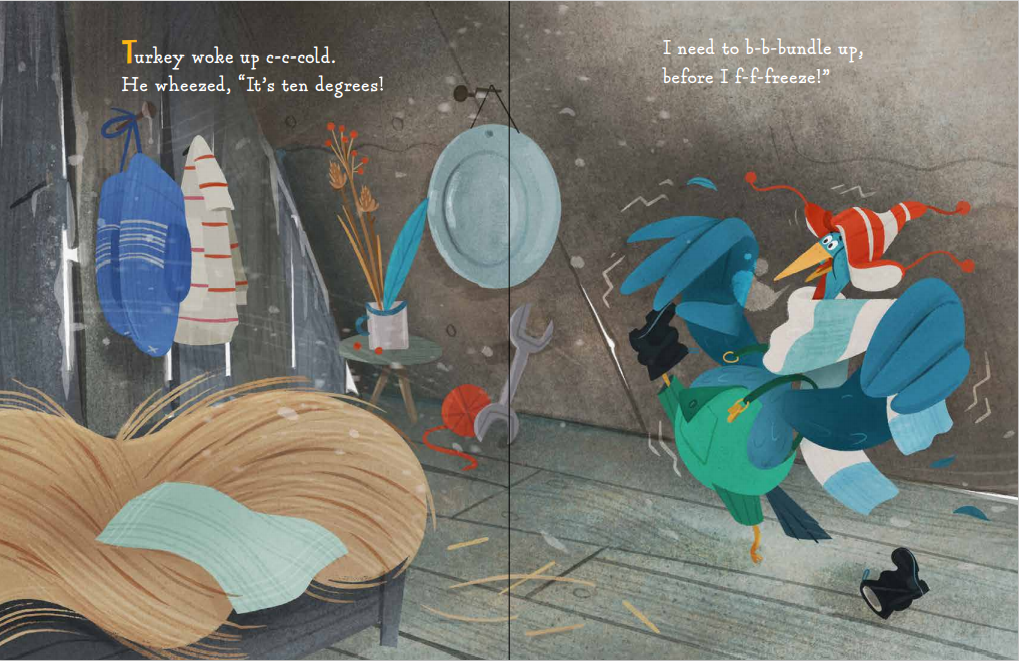 Turkey woke up c-c-cold.
He wheezed, “It’s ten degrees!
I need to b-b-bundle up,
before I f-f-freeze!”